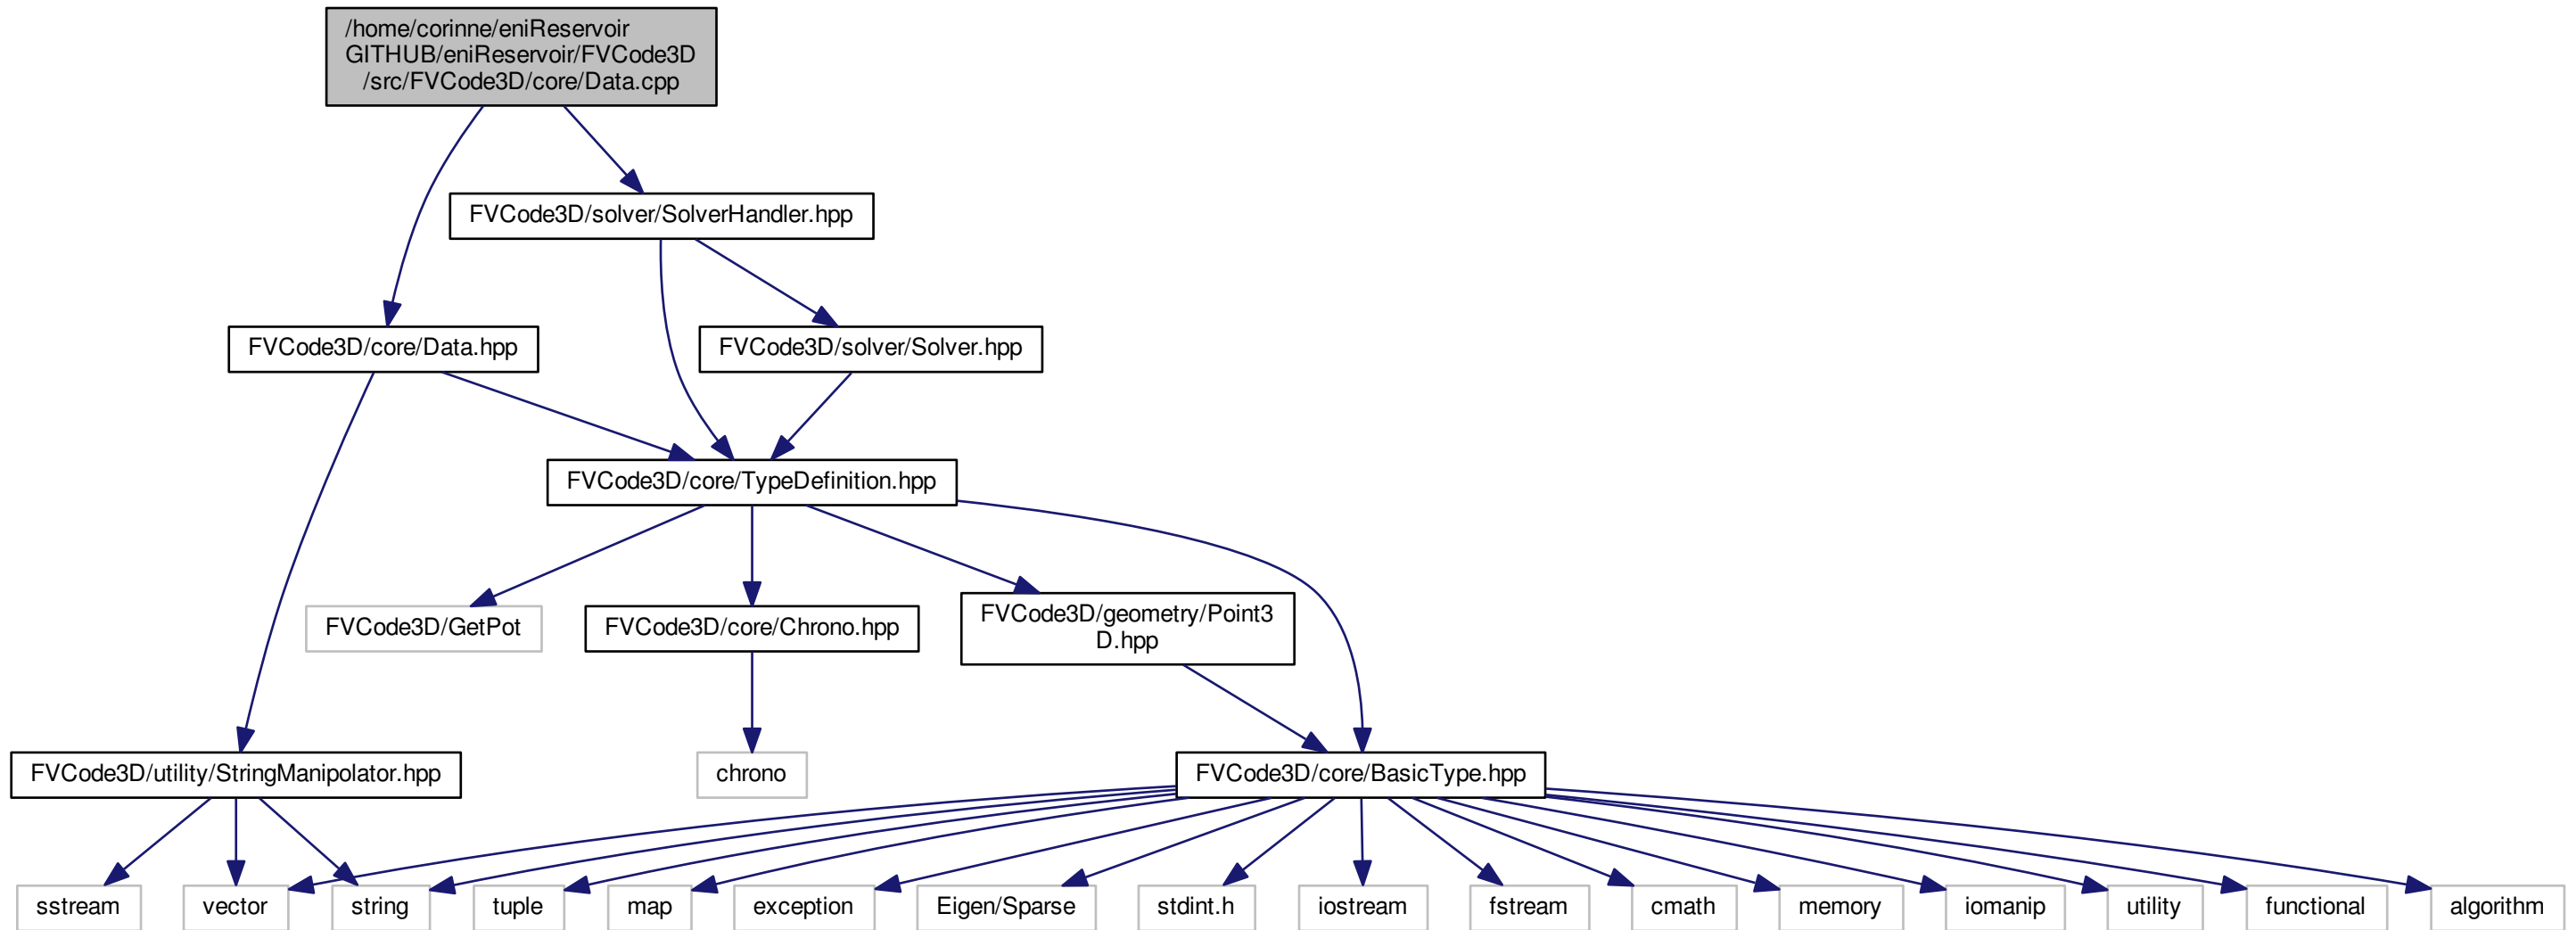 /home/corinne/eniReservoir
GITHUB/eniReservoir/FVCode3D
/src/FVCode3D/core/Data.cpp
FVCode3D/solver/SolverHandler.hpp
FVCode3D/core/Data.hpp
FVCode3D/solver/Solver.hpp
FVCode3D/core/TypeDefinition.hpp
FVCode3D/GetPot
FVCode3D/core/Chrono.hpp
FVCode3D/geometry/Point3
D.hpp
FVCode3D/utility/StringManipolator.hpp
chrono
FVCode3D/core/BasicType.hpp
sstream
vector
string
tuple
map
exception
Eigen/Sparse
stdint.h
iostream
fstream
cmath
memory
iomanip
utility
functional
algorithm